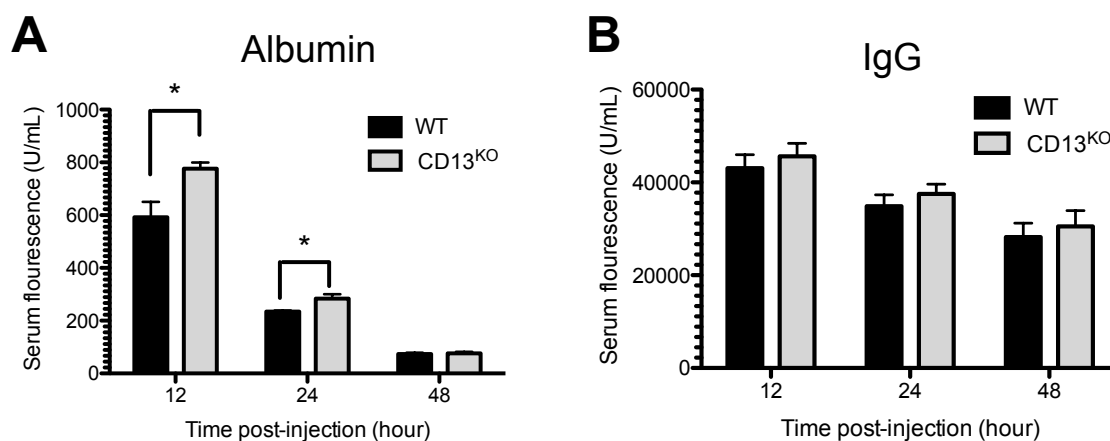 A
Albumin
Serum flourescence (U/mL)
1000
800
600
400
200
0
*
*
WT
CD13KO
12
24
48
Time post-injection (hour)
B
IgG
Serum flourescence (U/mL)
60000
40000
20000
0
WT
CD13KO
12
24
48
Time post-injection (hour)